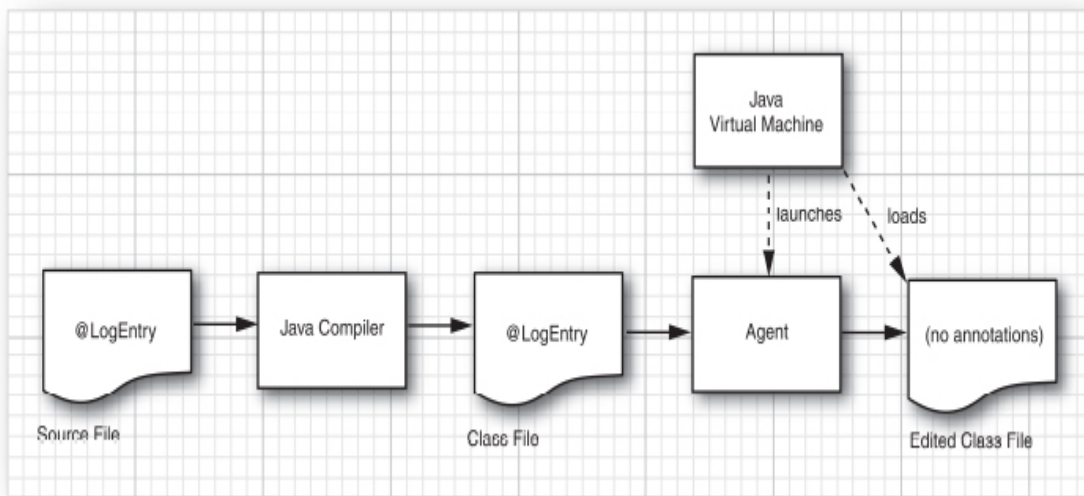 Java
Virtual Machine
launches
loads
@LogEntry
Java Compiler
@LogEntry
Agent
(no annotations)
Source File
Class File
Edited Class File